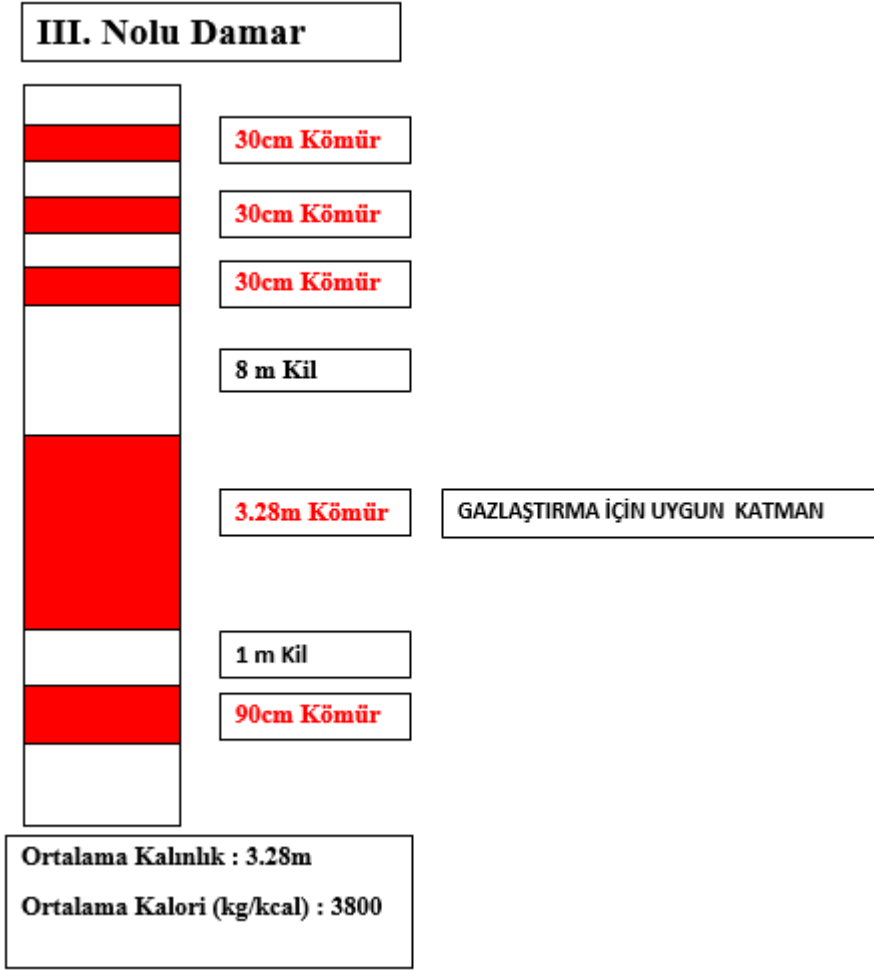 III. Nolu Damar
30cm Kömür
30cm Kömür
30cm Kömür
8 m Kil
3.28m Kömür
GAZLAŞTIRMA İÇİN UYGUN KATMAN
1 m Kil
90cm Kömür
Ortalama Kalınlık : 3.28m
Ortalama Kalori (kg/kcal) : 3800